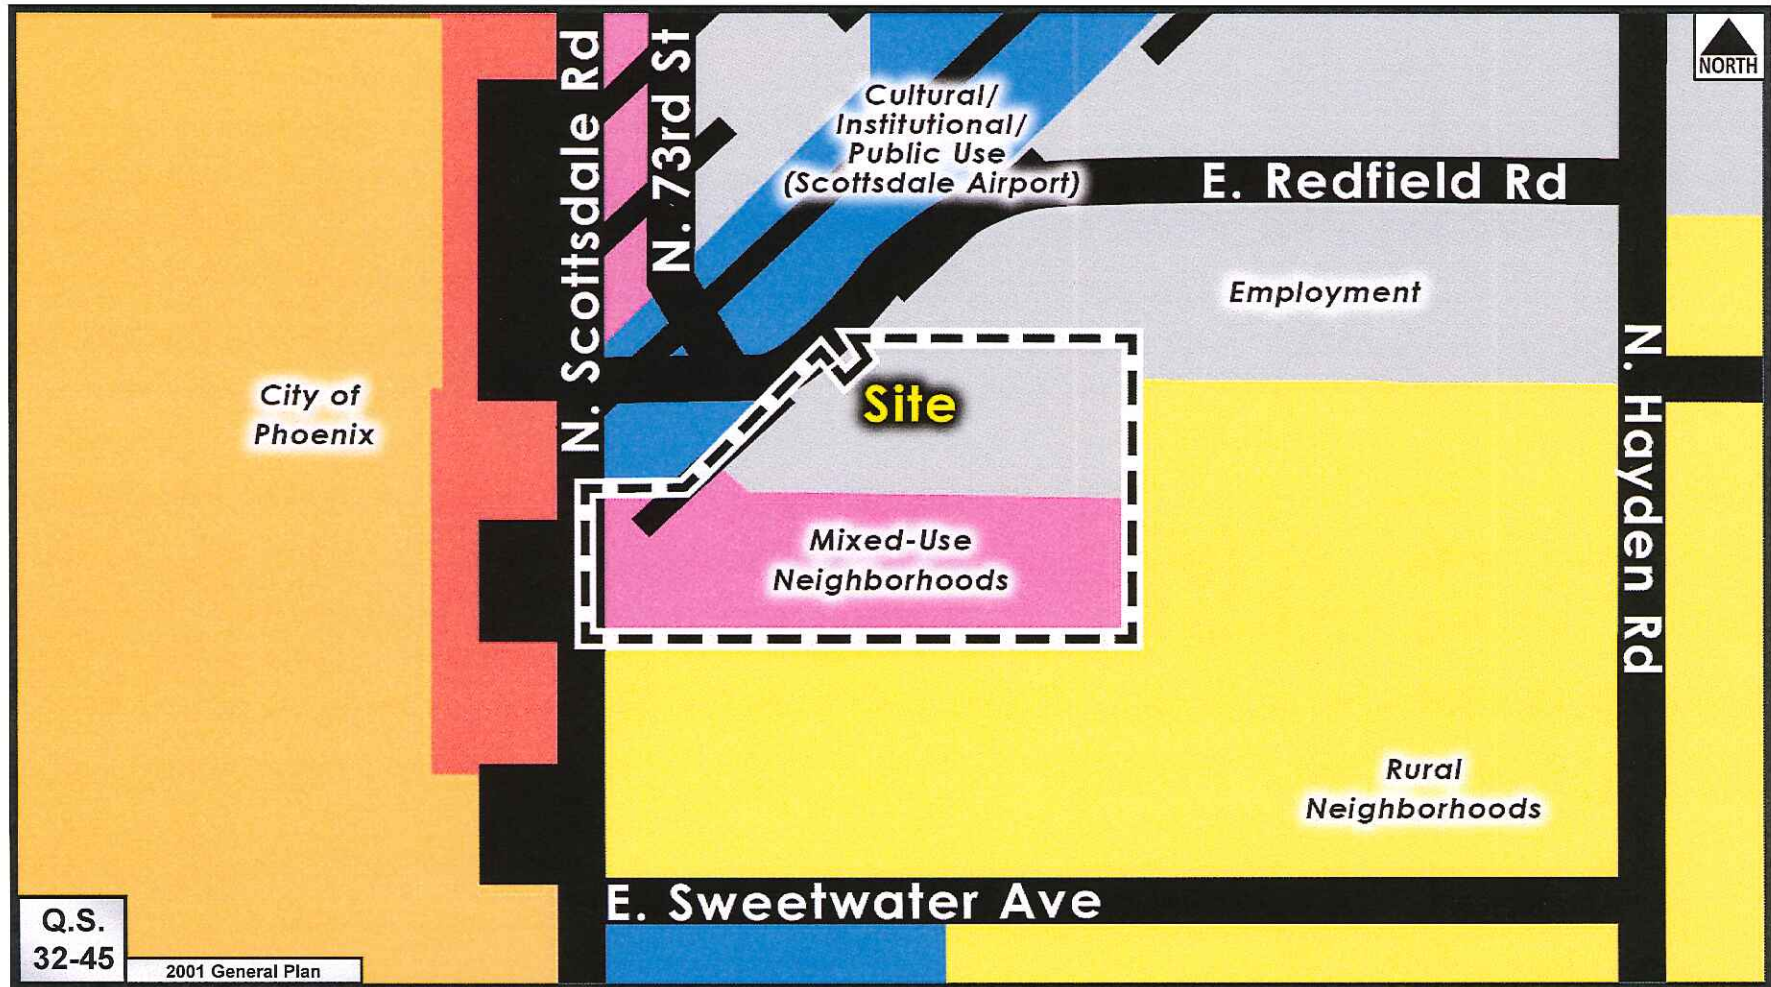 N. Scottsdale Rd
N. 73rd St
NORTH
Cultural/
Institutional/
Public Use
(Scottsdale Airport)
E. Redfield Rd
Employment
City of
Phoenix
Site
N. Hayden Rd
Mixed-Use
Neighborhoods
Rural
Neighborhoods
E. Sweetwater Ave
Q.S.
32-45
2001 General Plan